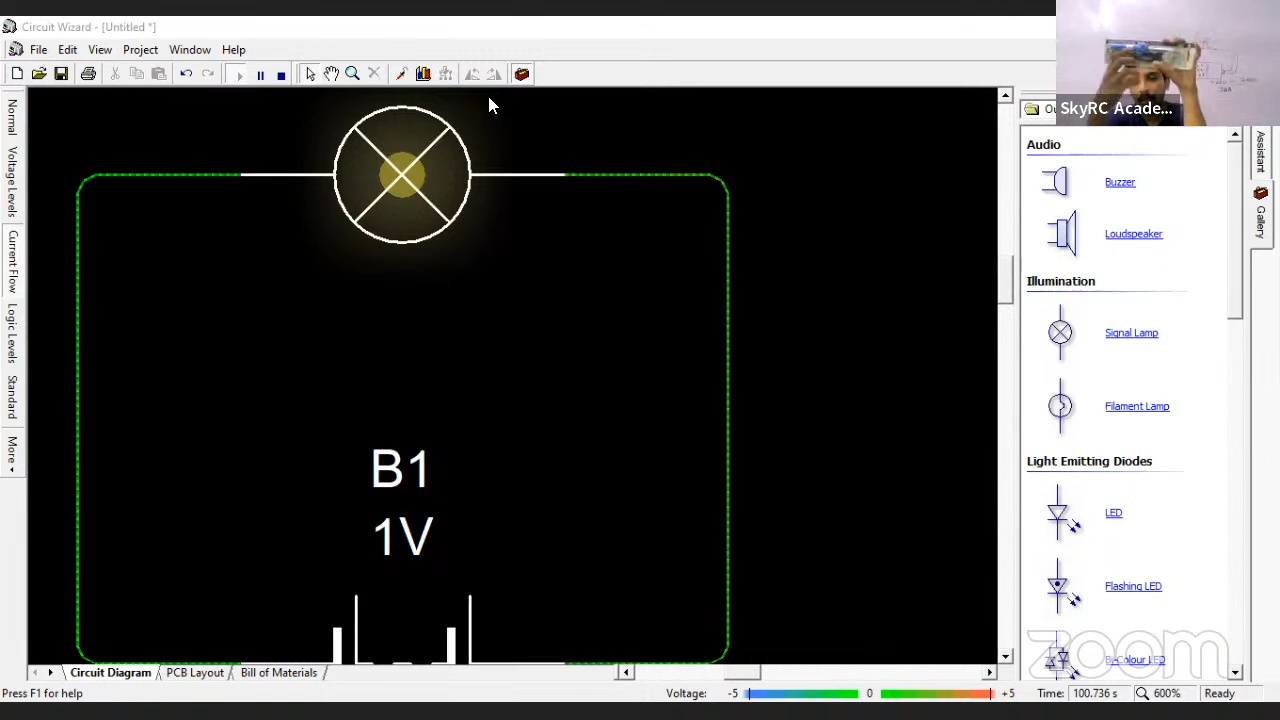 Circuit Wizard - [Untitled *]
File Edit View Project Window Help
SkyRC Acade...
Normal
Voltage Levels
Current Flow
Logic Levels
Standard
More
B1
1V
Audio
Buzzer
Loudspeaker
Illumination
Signal Lamp
Filament Lamp
Light Emitting Diodes
LED
Flashing LED
Bi-Colour LED
Assistant
Gallery
zoom
Circuit Diagram PCB Layout Bill of Materials
Press F1 for help Voltage: -5 0 +5 Time: 100.736 s 600% Ready